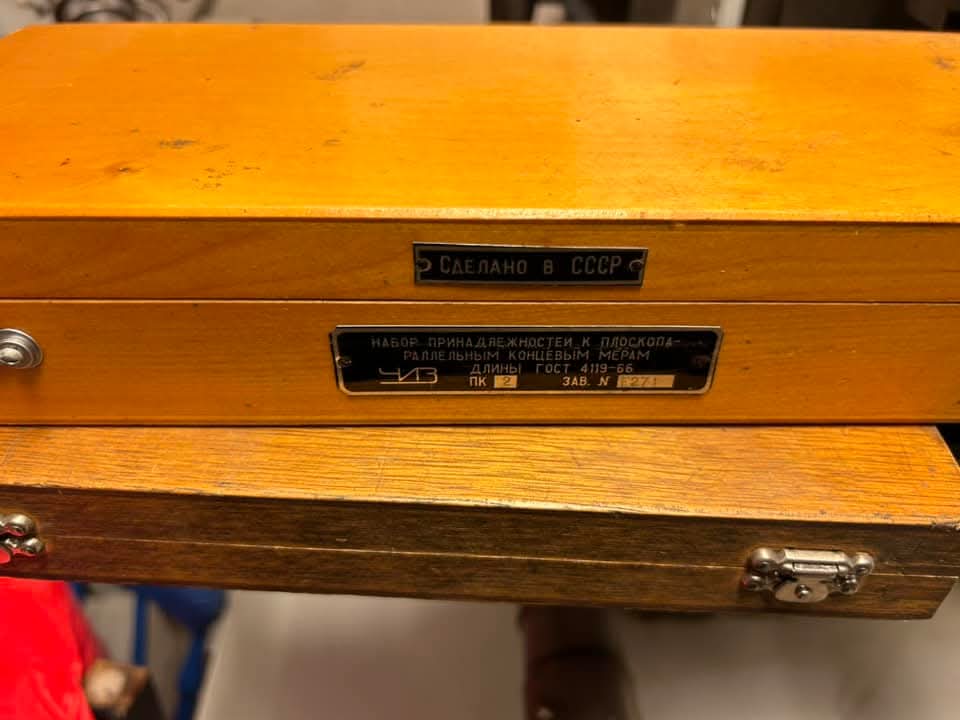 Сделано в СССР
НАБОР ПРИНАДЛЕЖНОСТЕЙ К ПЛОСКОПА-
РАЛЛЕЛЬНЫМ КОНЦЕВЫМ МЕРАМ
ДЛИНЫ ГОСТ 4119-66
ЧИЗ ПК 2 ЗАВ. №